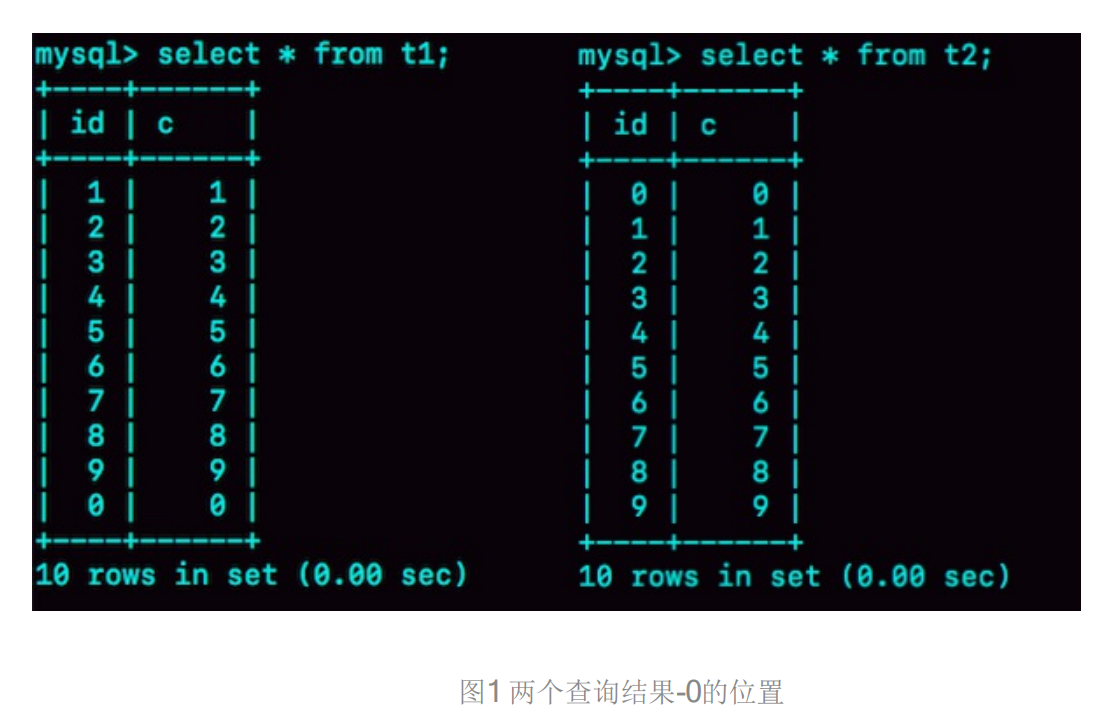 mysql> select * from t1;
+----+------+
| id | c    |
+----+------+
|  1 |    1 |
|  2 |    2 |
|  3 |    3 |
|  4 |    4 |
|  5 |    5 |
|  6 |    6 |
|  7 |    7 |
|  8 |    8 |
|  9 |    9 |
|  0 |    0 |
+----+------+
10 rows in set (0.00 sec)
mysql> select * from t2;
+----+------+
| id | c    |
+----+------+
|  0 |    0 |
|  1 |    1 |
|  2 |    2 |
|  3 |    3 |
|  4 |    4 |
|  5 |    5 |
|  6 |    6 |
|  7 |    7 |
|  8 |    8 |
|  9 |    9 |
+----+------+
10 rows in set (0.00 sec)
图1 两个查询结果-0的位置